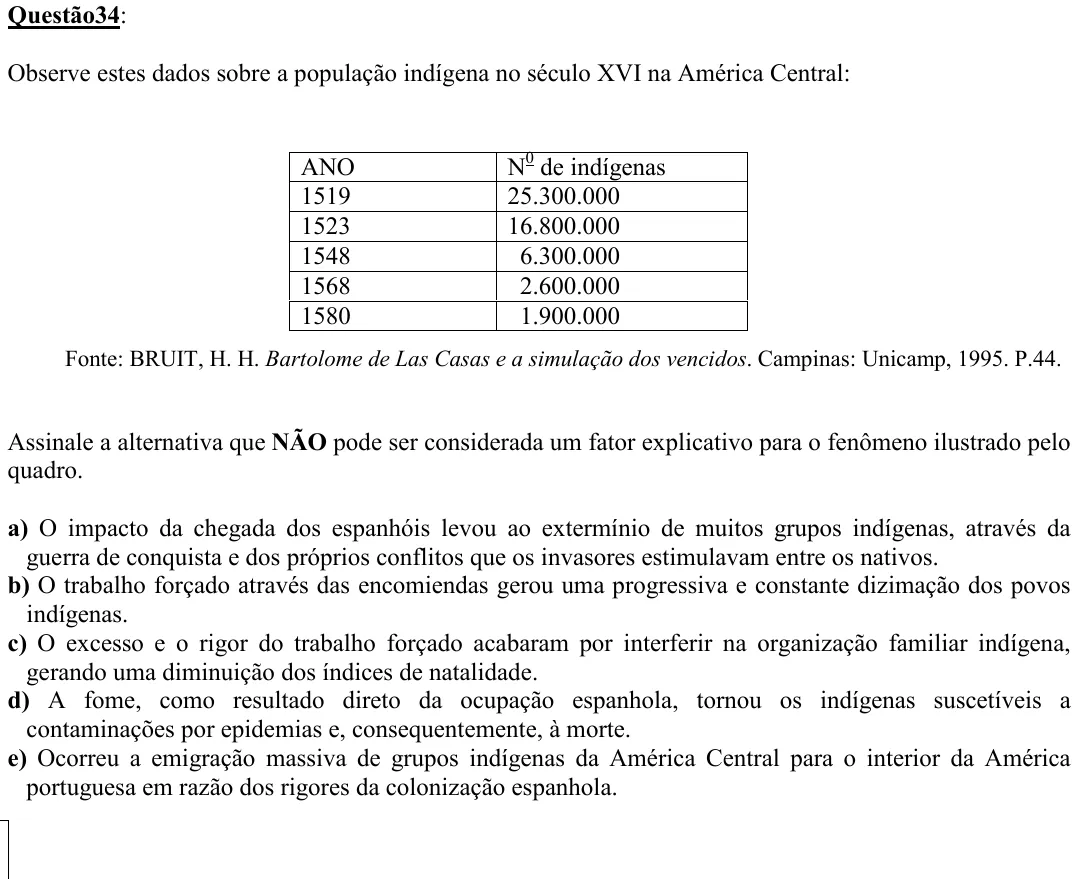 Questão34:
Observe estes dados sobre a população indígena no século XVI na América Central:
ANO Nº de indígenas
1519 25.300.000
1523 16.800.000
1548 6.300.000
1568 2.600.000
1580 1.900.000
Fonte: BRUIT, H. H. Bartolome de Las Casas e a simulação dos vencidos. Campinas: Unicamp, 1995. P.44.
Assinale a alternativa que NÃO pode ser considerada um fator explicativo para o fenômeno ilustrado pelo
quadro.
a) O impacto da chegada dos espanhóis levou ao extermínio de muitos grupos indígenas, através da
guerra de conquista e dos próprios conflitos que os invasores estimulavam entre os nativos.
b) O trabalho forçado através das encomiendas gerou uma progressiva e constante dizimação dos povos
indígenas.
c) O excesso e o rigor do trabalho forçado acabaram por interferir na organização familiar indígena,
gerando uma diminuição dos índices de natalidade.
d) A fome, como resultado direto da ocupação espanhola, tornou os indígenas suscetíveis a
contaminações por epidemias e, consequentemente, à morte.
e) Ocorreu a emigração massiva de grupos indígenas da América Central para o interior da América
portuguesa em razão dos rigores da colonização espanhola.